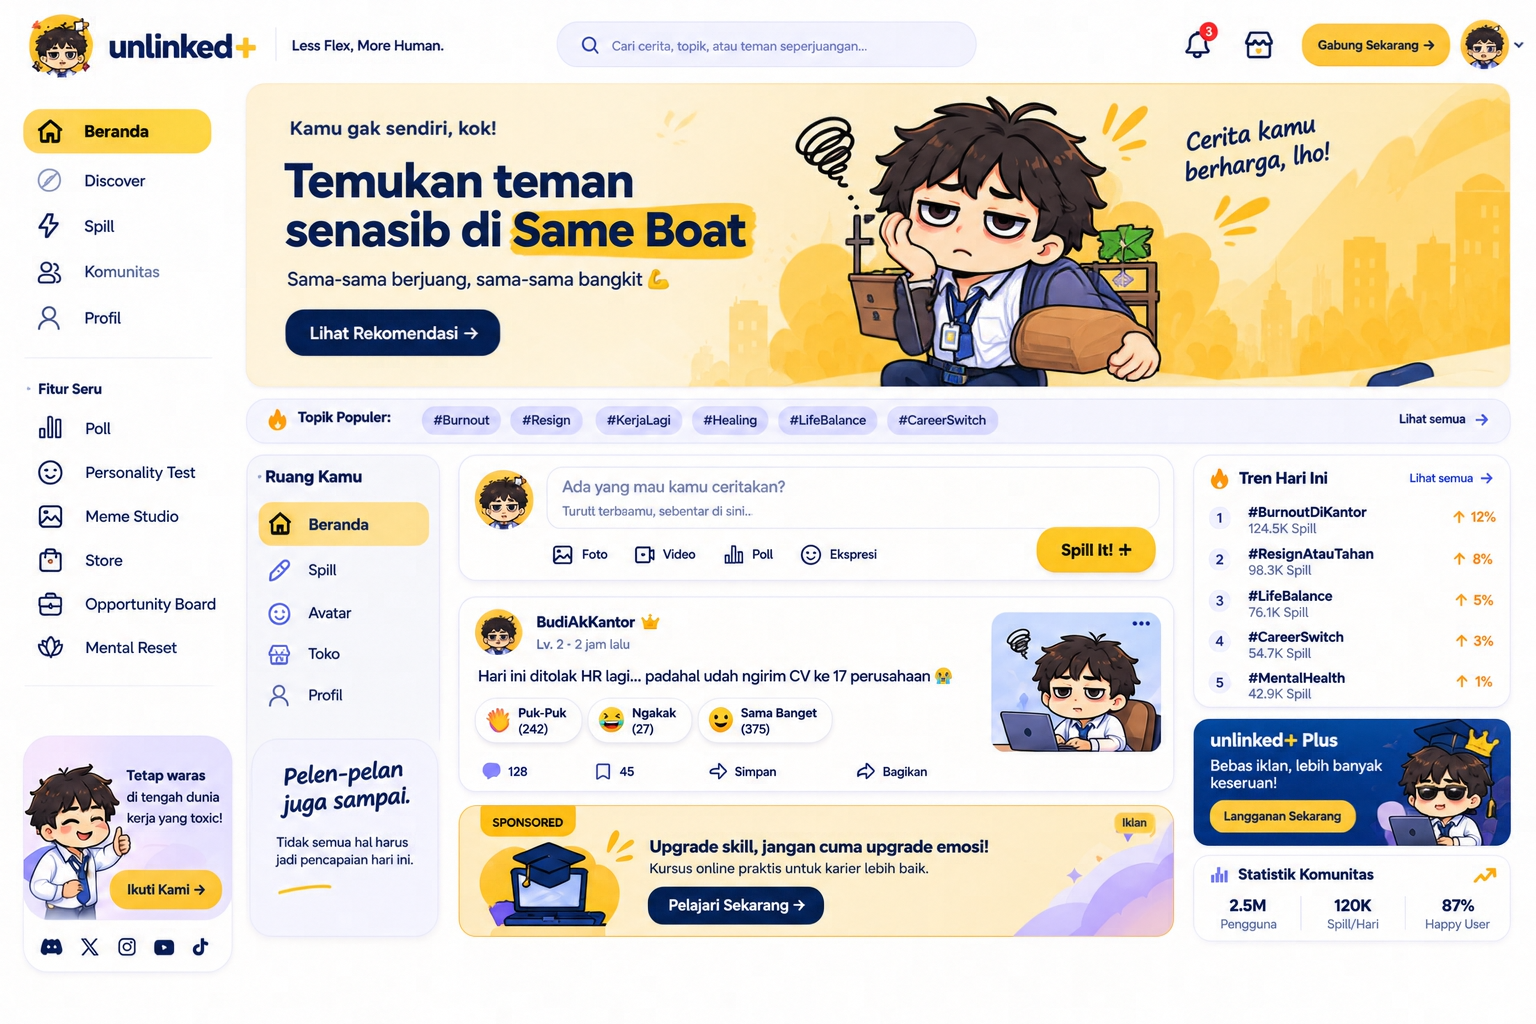 unlinked+
Less Flex, More Human.
Cari cerita, topik, atau teman seperjuangan...
3
Gabung Sekarang →
Beranda
Discover
Spill
Komunitas
Profil
Fitur Seru
Poll
Personality Test
Meme Studio
Store
Opportunity Board
Mental Reset
Tetap waras
di tengah dunia
kerja yang toxic!
Ikuti Kami →
Kamu gak sendiri, kok!
Temukan teman
senasib di Same Boat
Sama-sama berjuang, sama-sama bangkit 💪
Lihat Rekomendasi →
Cerita kamu
berharga, lho!
Topik Populer:
#Burnout
#Resign
#KerjaLagi
#Healing
#LifeBalance
#CareerSwitch
Lihat semua →
Ruang Kamu
Beranda
Spill
Avatar
Toko
Profil
Pelen-pelan
juga sampai.
Tidak semua hal harus
jadi pencapaian hari ini.
Ada yang mau kamu ceritakan?
sebentar di sini..
Foto
Video
Poll
Ekspresi
Spill It! +
BudiAkKantor
Lv. 2 - 2 jam lalu
Hari ini ditolak HR lagi... padahal udah ngirim CV ke 17 perusahaan 😭
Puk-Puk
(242)
Ngakak
(27)
Sama Banget
(375)
128
45
Simpan
Bagikan
SPONSORED
Iklan
Upgrade skill, jangan cuma upgrade emosi!
Kursus online praktis untuk karier lebih baik.
Pelajari Sekarang →
Tren Hari Ini
Lihat semua →
1
#BurnoutDiKantor
124.5K Spill
↑ 12%
2
#ResignAtauTahan
98.3K Spill
↑ 8%
3
#LifeBalance
76.1K Spill
↑ 5%
4
#CareerSwitch
54.7K Spill
↑ 3%
5
#MentalHealth
42.9K Spill
↑ 1%
unlinked+ Plus
Bebas iklan, lebih banyak
keseruan!
Langganan Sekarang
Statistik Komunitas
2.5M
Pengguna
120K
Spill/Hari
87%
Happy User